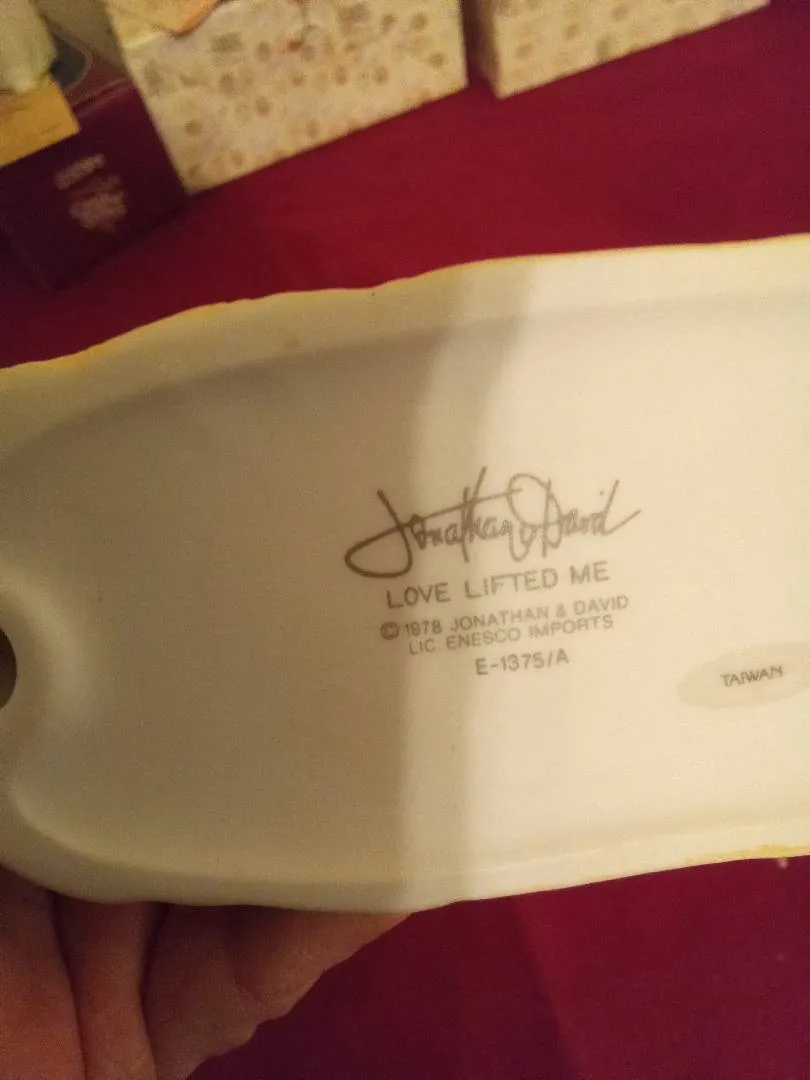 Jonathan & David
LOVE LIFTED ME
© 1978 JONATHAN & DAVID
LIC. ENESCO IMPORTS
E-1375/A
TAIWAN